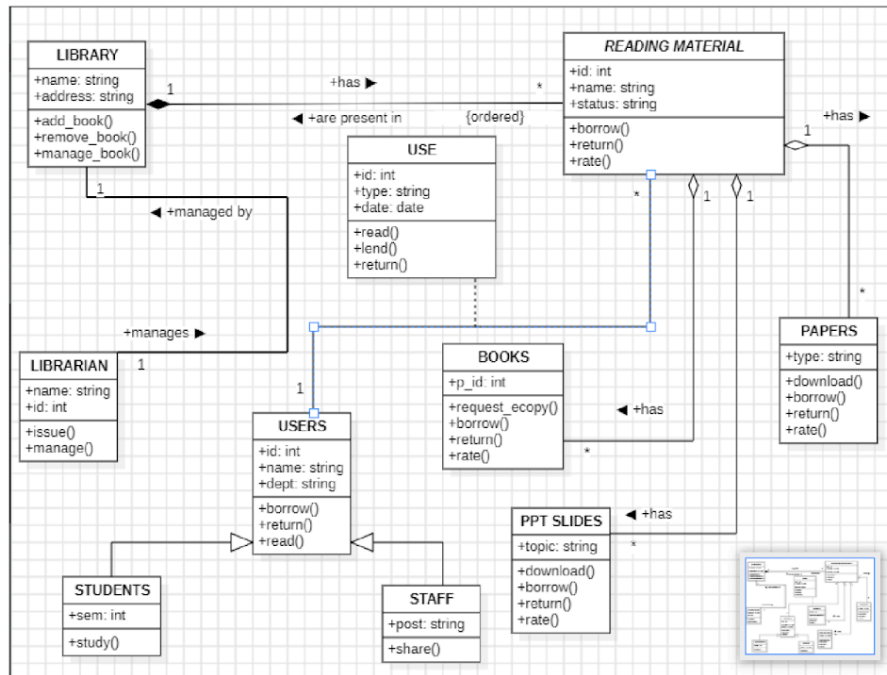 LIBRARY
+name: string
+address: string
+add_book()
+remove_book()
+manage_book()
1
+has ►
*
◄ +are present in
{ordered}
READING MATERIAL
+id: int
+name: string
+status: string
+borrow()
+return()
+rate()
+has ►
1
*
1
1
*
USE
+id: int
+type: string
+date: date
+read()
+lend()
+return()
1
◄ +managed by
+manages ►
1
LIBRARIAN
+name: string
+id: int
+issue()
+manage()
1
USERS
+id: int
+name: string
+dept: string
+borrow()
+return()
+read()
BOOKS
+p_id: int
+request_ecopy()
+borrow()
+return()
+rate()
◄ +has
*
PAPERS
+type: string
+download()
+borrow()
+return()
+rate()
PPT SLIDES
+topic: string
+download()
+borrow()
+return()
+rate()
◄ +has
*
STUDENTS
+sem: int
+study()
STAFF
+post: string
+share()